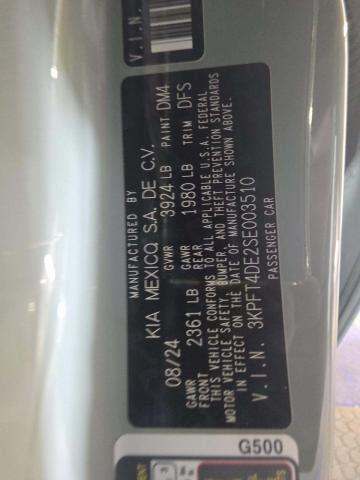 V.I.N.
MANUFACTURED BY
KIA MEXICO, S.A. DE C.V.
08/24 GVWR 3924 LB PAINT DM4
GAWR FRONT 2361 LB GAWR REAR 1980 LB TRIM DFS
THIS VEHICLE CONFORMS TO ALL APPLICABLE U.S.A. FEDERAL
MOTOR VEHICLE SAFETY, BUMPER, AND THEFT PREVENTION STANDARDS
IN EFFECT ON THE DATE OF MANUFACTURE SHOWN ABOVE.
V.I.N. 3KPFT4DE2SE003510
PASSENGER CAR
G500